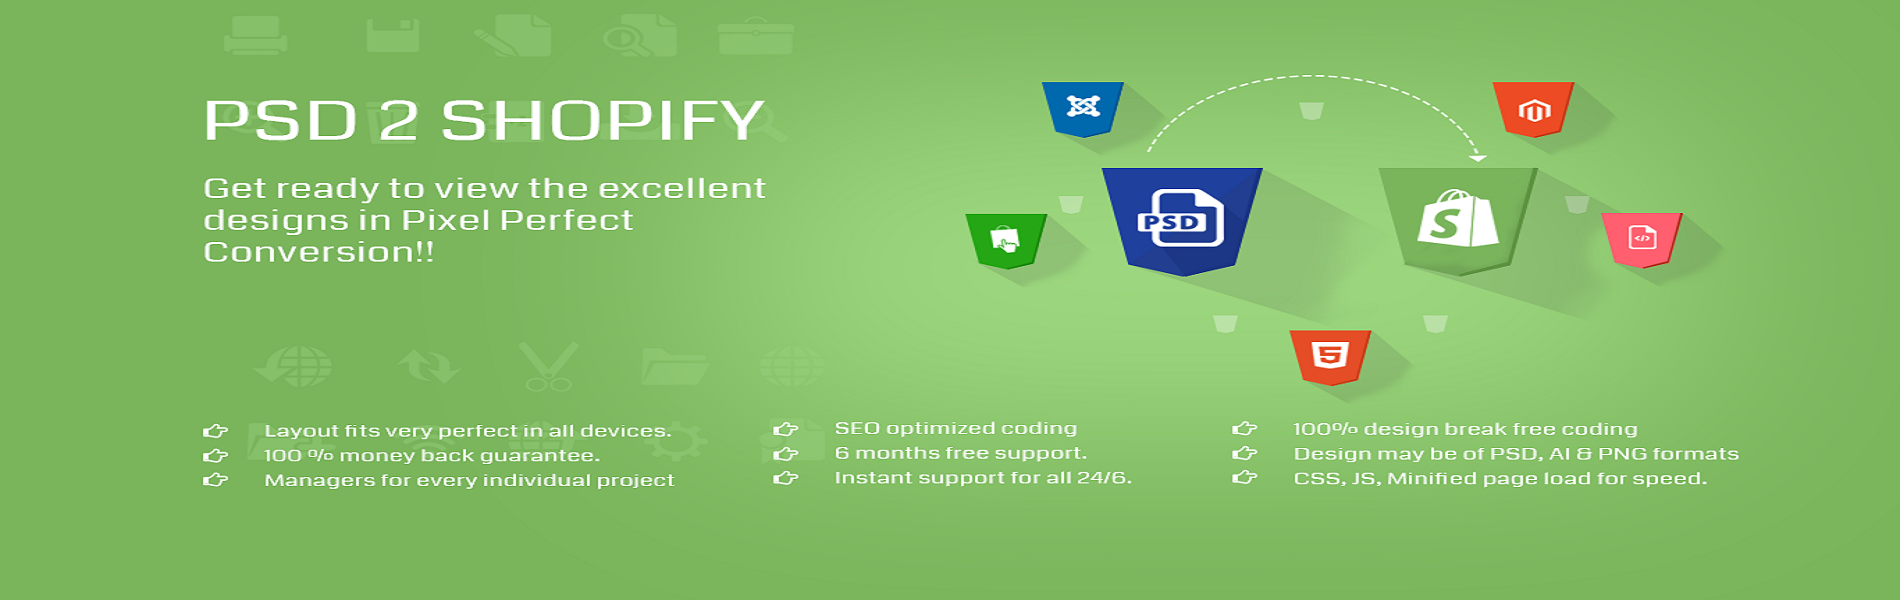 PSD 2 SHOPIFY
Get ready to view the excellent
designs in Pixel Perfect
Conversion!!
PSD
S
5
</>
Layout fits very perfect in all devices.
100 % money back guarantee.
Managers for every individual project
SEO optimized coding
6 months free support.
Instant support for all 24/6.
100% design break free coding
Design may be of PSD, AI & PNG formats
CSS, JS, Minified page load for speed.